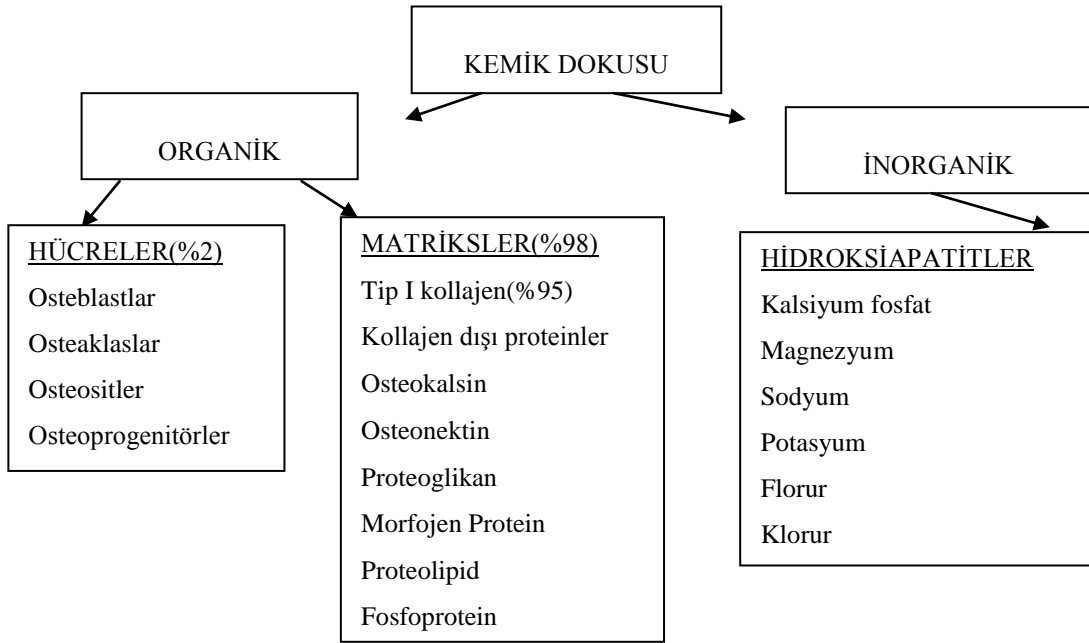 KEMİK DOKUSU
ORGANİK
İNORGANİK
HÜCRELER(%2)
Osteblastlar
Osteaklaslar
Ostesitler
Osteoprogenitörler
MATRİKSLER(%98)
Tip I kollajen(%95)
Kollajen dışı proteinler
Osteokalsin
Osteonektin
Proteoglikan
Morfojen Protein
Proteolipid
Fosfoprotein
HİDROKSİAPATİTLER
Kalsiyum fosfat
Magnezyum
Sodyum
Potasyum
Florur
Klorur